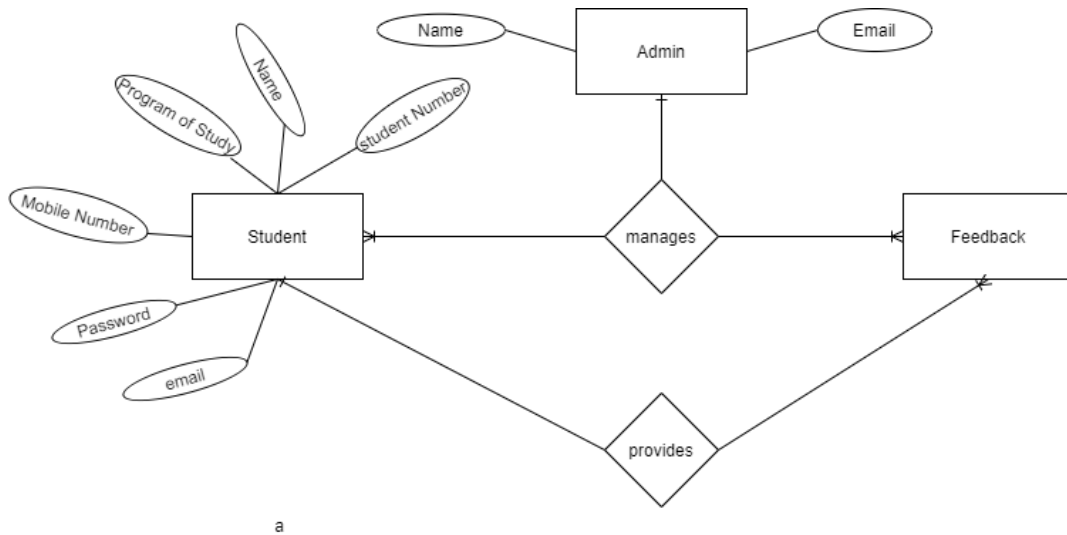 Name
Admin
Email
Name
Program of Study
student Number
Mobile Number
Student
manages
Feedback
Password
email
provides
a